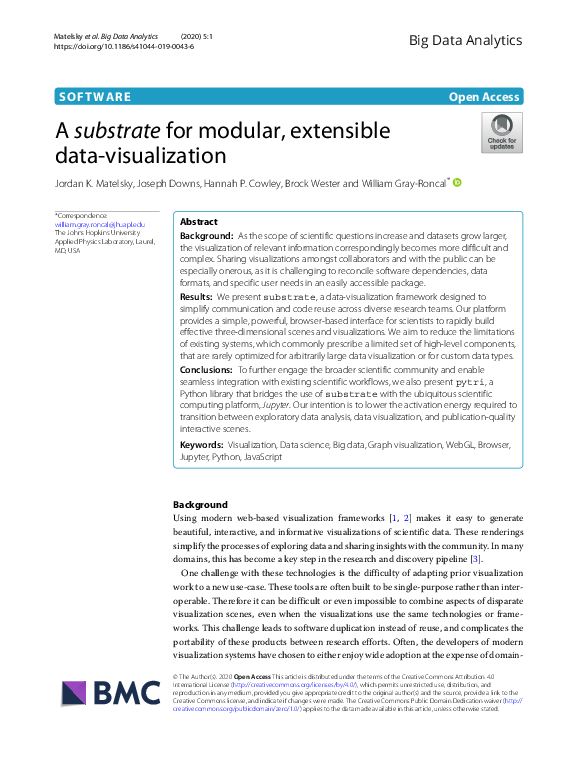 Matelsky et al. Big Data Analytics (2020) 5:1
https://doi.org/10.1186/s41044-019-0043-6
Big Data Analytics
SOFTWARE Open Access
A substrate for modular, extensible
data-visualization
Check for
updates
Jordan K. Matelsky, Joseph Downs, Hannah P. Cowley, Brock Wester and William Gray-Roncal*
*Correspondence:
william.gray.roncal@jhuapl.edu
The Johns Hopkins University
Applied Physics Laboratory, Laurel,
MD, USA
Abstract
Background: As the scope of scientific questions increase and datasets grow larger,
the visualization of relevant information correspondingly becomes more difficult and
complex. Sharing visualizations amongst collaborators and with the public can be
especially onerous, as it is challenging to reconcile software dependencies, data
formats, and specific user needs in an easily accessible package.
Results: We present substrate, a data-visualization framework designed to
simplify communication and code reuse across diverse research teams. Our platform
provides a simple, powerful, browser-based interface for scientists to rapidly build
effective three-dimensional scenes and visualizations. We aim to reduce the limitations
of existing systems, which commonly prescribe a limited set of high-level components,
that are rarely optimized for arbitrarily large data visualization or for custom data types.
Conclusions: To further engage the broader scientific community and enable
seamless integration with existing scientific workflows, we also present pytri, a
Python library that bridges the use of substrate with the ubiquitous scientific
computing platform, Jupyter. Our intention is to lower the activation energy required to
transition between exploratory data analysis, data visualization, and publication-quality
interactive scenes.
Keywords: Visualization, Data science, Big data, Graph visualization, WebGL, Browser,
Jupyter, Python, JavaScript
Background
Using modern web-based visualization frameworks [1, 2] makes it easy to generate
beautiful, interactive, and informative visualizations of scientific data. These renderings
simplify the processes of exploring data and sharing insights with the community. In many
domains, this has become a key step in the research and discovery pipeline [3].
One challenge with these technologies is the difficulty of adapting prior visualization
work to a new use-case. These tools are often built to be single-purpose rather than inter-
operable. Therefore it can be difficult or even impossible to combine aspects of disparate
visualization scenes, even when the visualizations use the same technologies or frame-
works. This challenge leads to software duplication instead of reuse, and complicates the
portability of these products between research efforts. Often, the developers of modern
visualization systems have chosen to either enjoy wide adoption at the expense of domain-
BMC
© The Author(s). 2020 Open Access This article is distributed under the terms of the Creative Commons Attribution 4.0
International License (http://creativecommons.org/licenses/by/4.0/), which permits unrestricted use, distribution, and
reproduction in any medium, provided you give appropriate credit to the original author(s) and the source, provide a link to the
Creative Commons license, and indicate if changes were made. The Creative Commons Public Domain Dedication waiver (http://
creativecommons.org/publicdomain/zero/1.0/) applies to the data made available in this article, unless otherwise stated.